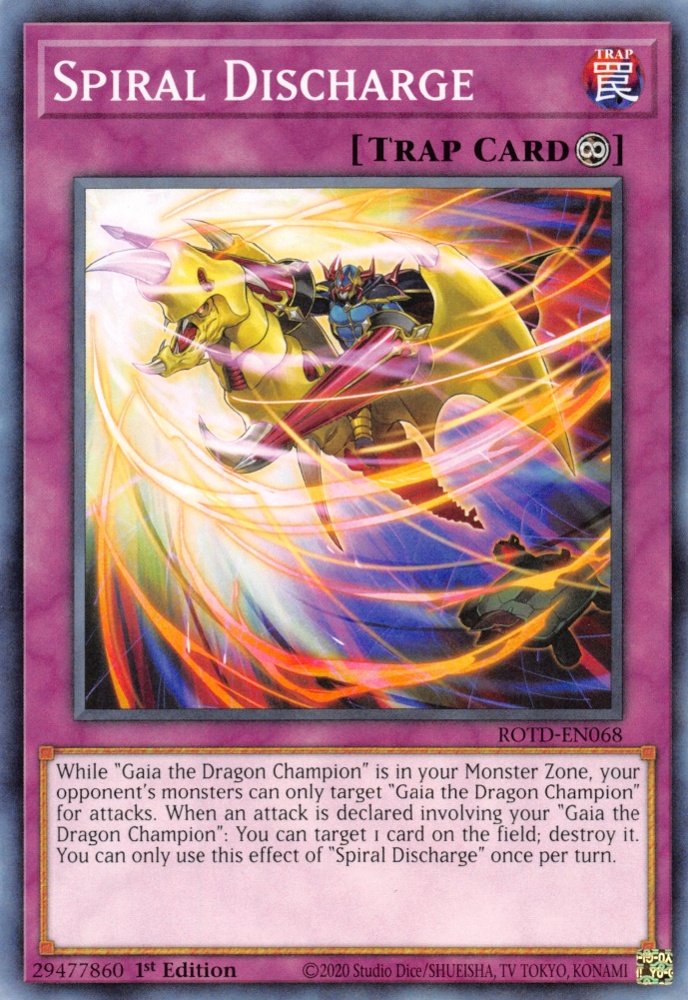 Spiral Discharge
TRAP
罠
[Trap Card]
ROTD-EN068
While "Gaia the Dragon Champion" is in your Monster Zone, your
opponent's monsters can only target "Gaia the Dragon Champion"
for attacks. When an attack is declared involving your "Gaia the
Dragon Champion": You can target 1 card on the field; destroy it.
You can only use this effect of "Spiral Discharge" once per turn.
29477860 1st Edition ©2020 Studio Dice/SHUEISHA, TV TOKYO, KONAMI